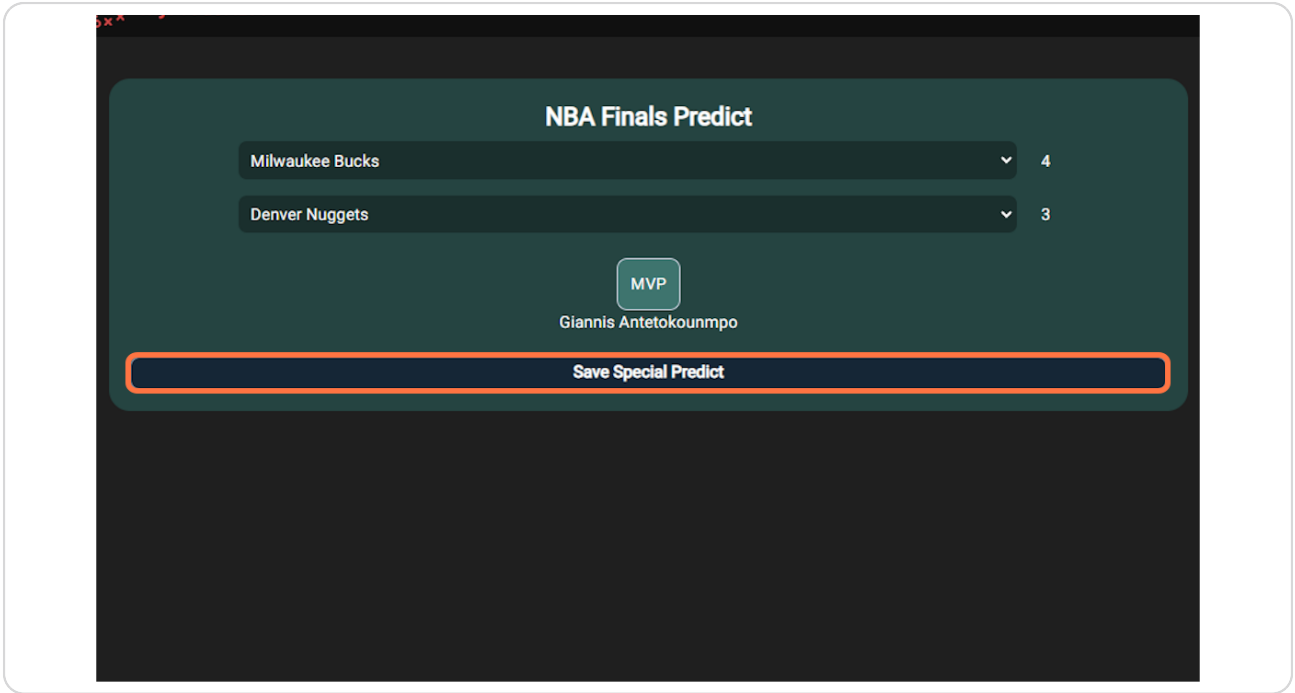 NBA Finals Predict
Milwaukee Bucks 4
Denver Nuggets 3
MVP
Giannis Antetokounmpo
Save Special Predict